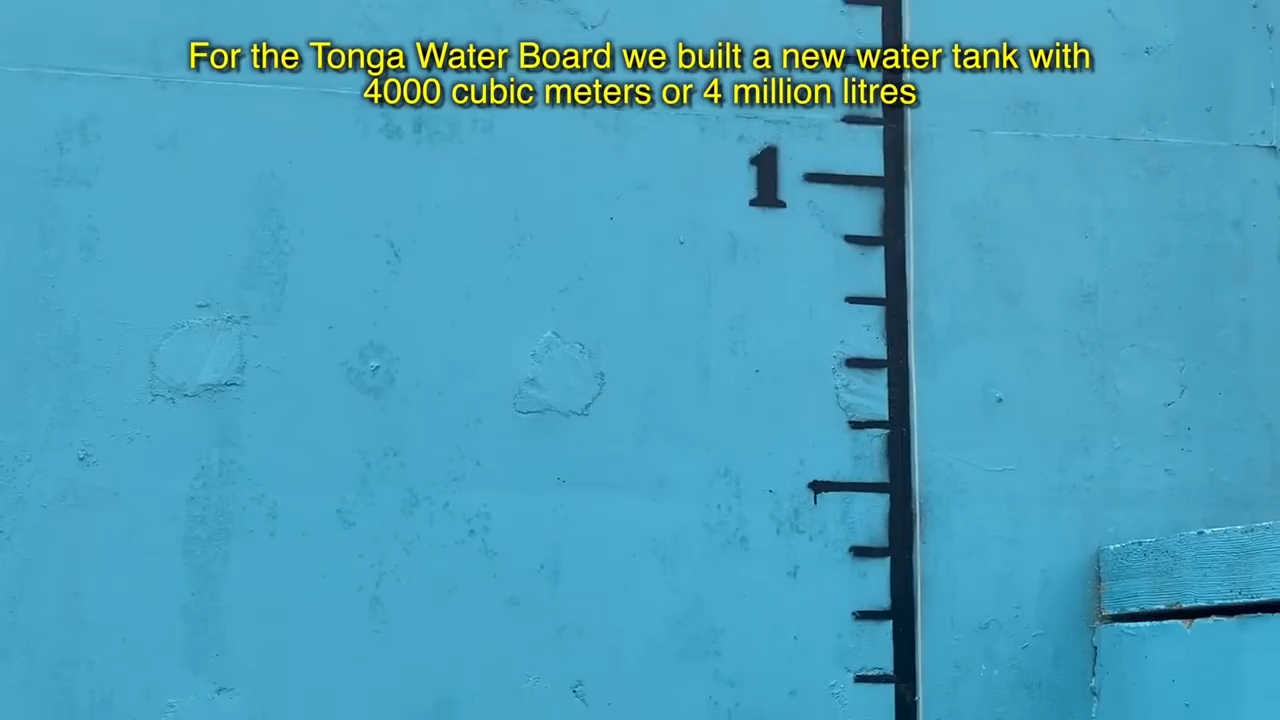 For the Tonga Water Board we built a new water tank with
4000 cubic meters or 4 million litres
1